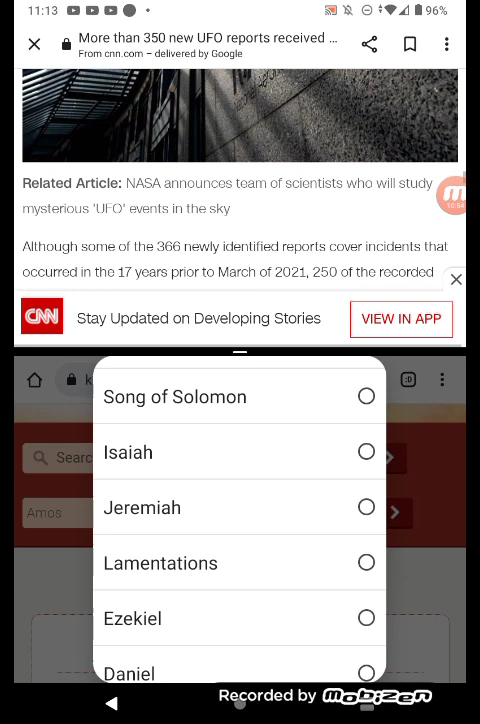 11:13
96%
More than 350 new UFO reports received ...
From cnn.com – delivered by Google
Related Article: NASA announces team of scientists who will study
mysterious 'UFO' events in the sky
10:54
Although some of the 366 newly identified reports cover incidents that
occurred in the 17 years prior to March of 2021, 250 of the recorded
CNN
Stay Updated on Developing Stories
VIEW IN APP
k
:D
Song of Solomon
Searc
Isaiah
Amos
Jeremiah
Lamentations
Ezekiel
Daniel
Recorded by Mobizen